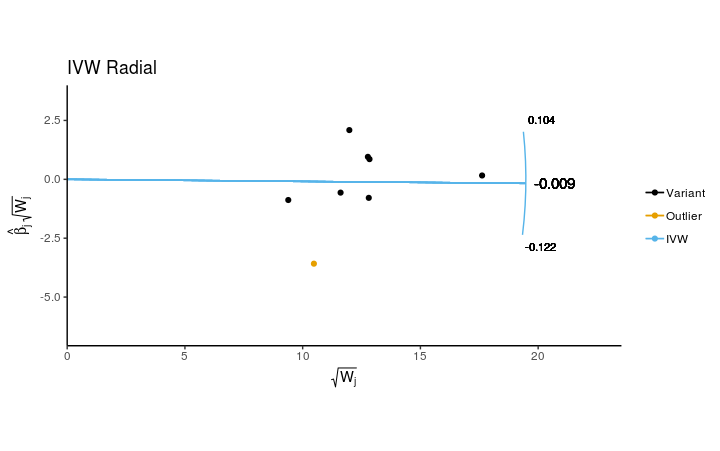 IVW Radial
β̂j√Wj
2.5
0.0
-2.5
-5.0
0.104
-0.009
-0.122
Variant
Outlier
IVW
0 5 10 15 20
√Wj